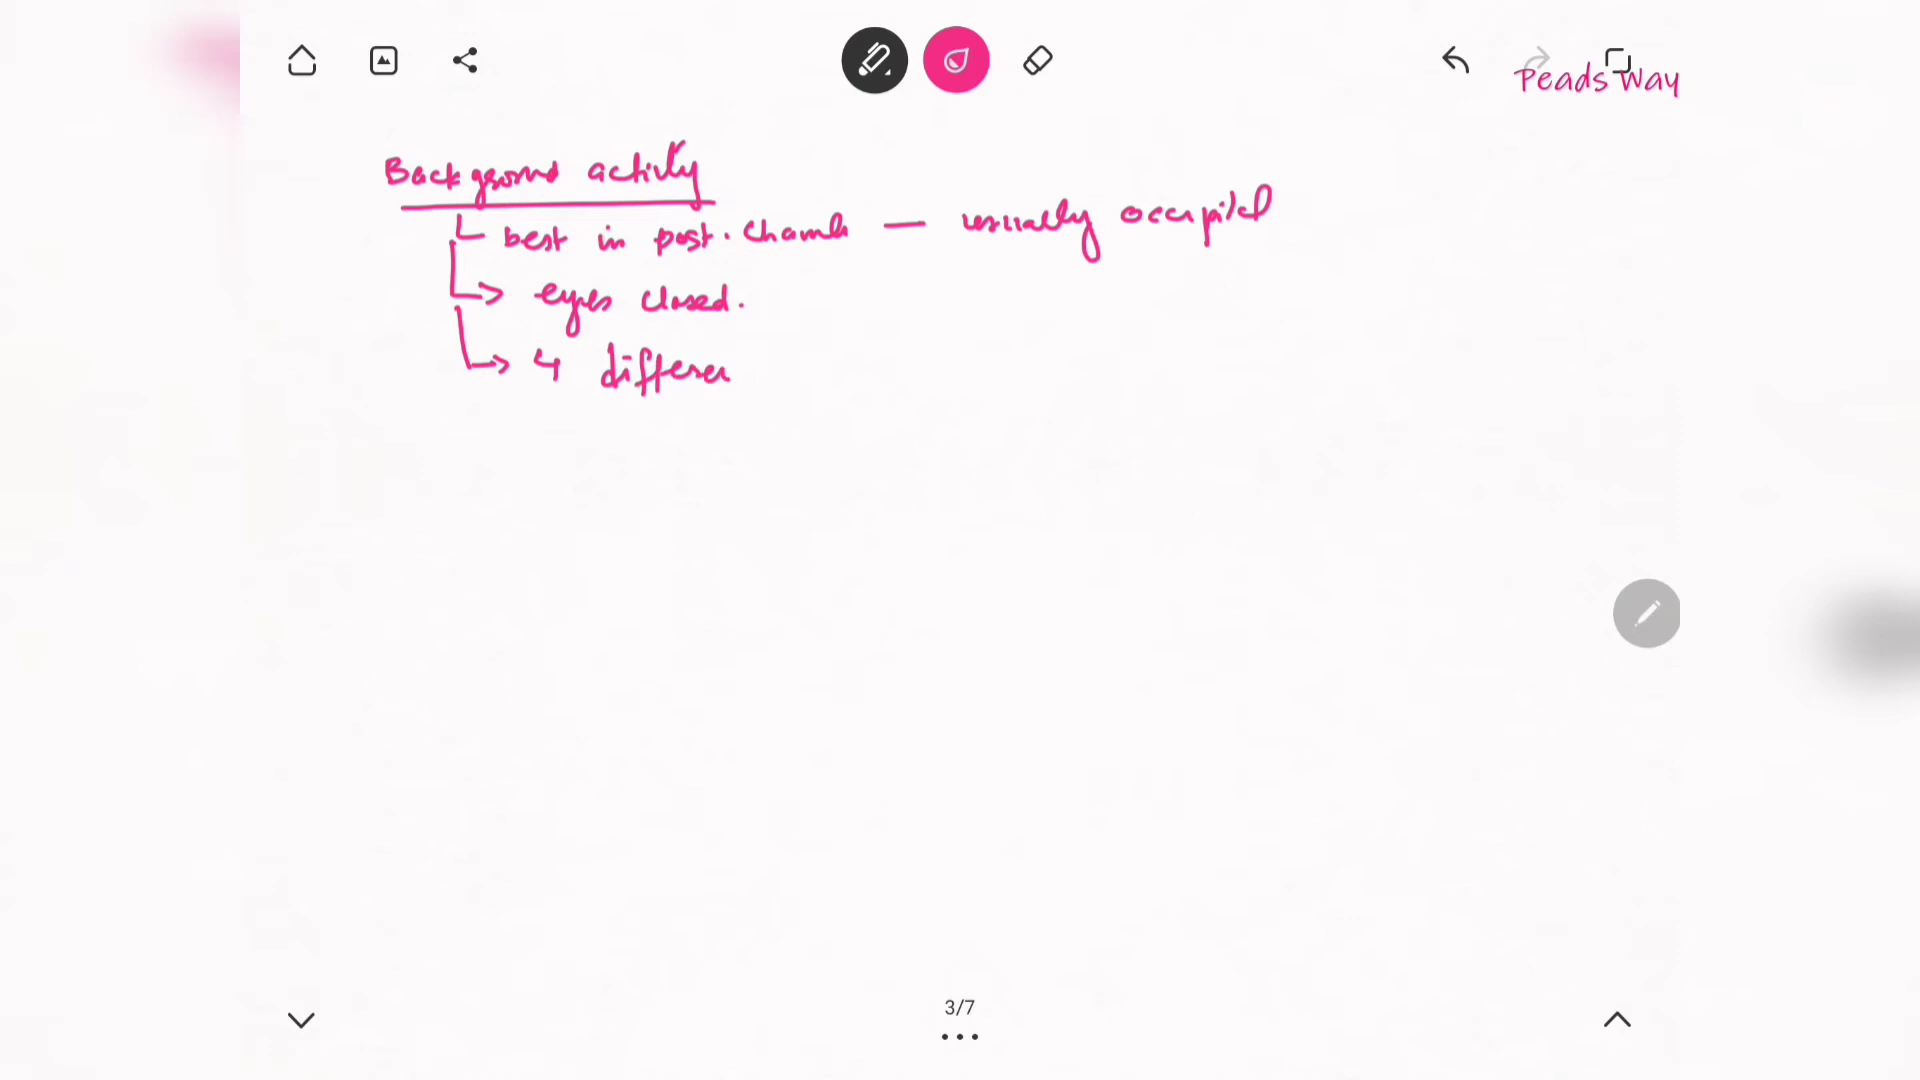 Peads Way
Background activity
best in post. channels — usually occipital
→ eyes closed.
→ 4 differen
3/7